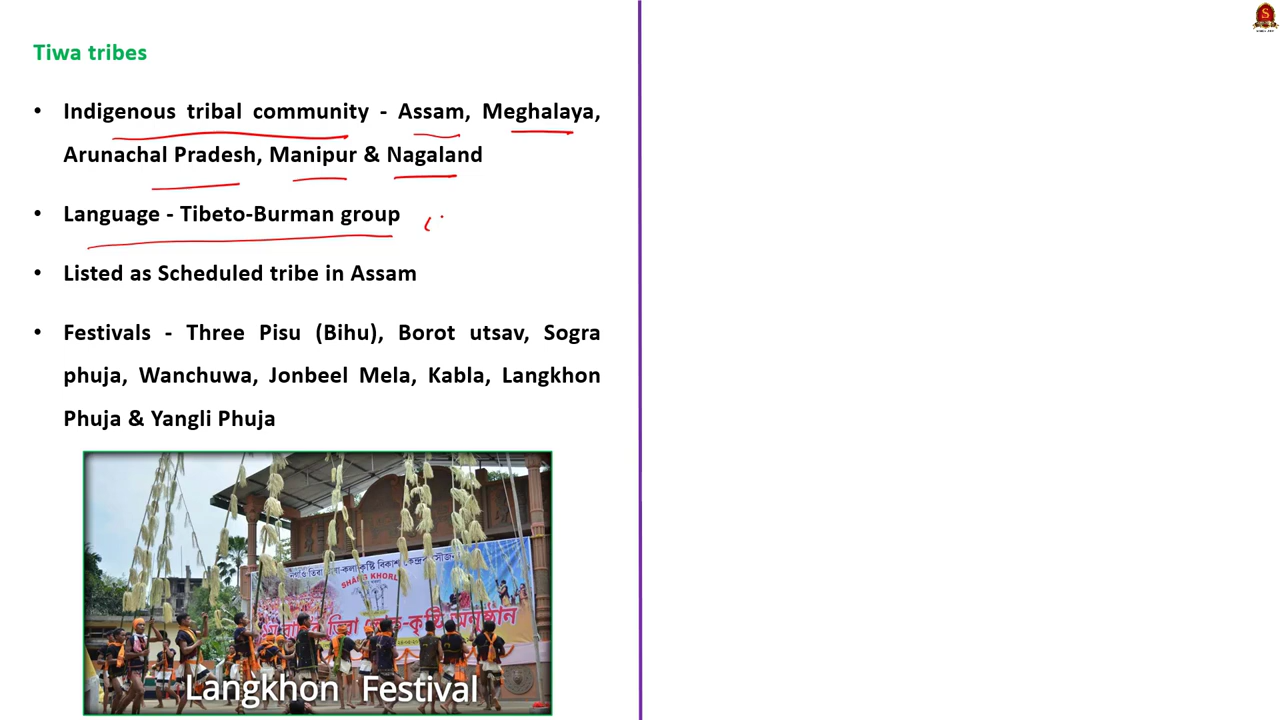 Tiwa tribes
• Indigenous tribal community - Assam, Meghalaya,
Arunachal Pradesh, Manipur & Nagaland
• Language - Tibeto-Burman group
• Listed as Scheduled tribe in Assam
• Festivals - Three Pisu (Bihu), Borot utsav, Sogra
phuja, Wanchuwa, Jonbeel Mela, Kabla, Langkhon
Phuja & Yangli Phuja
Langkhon Festival